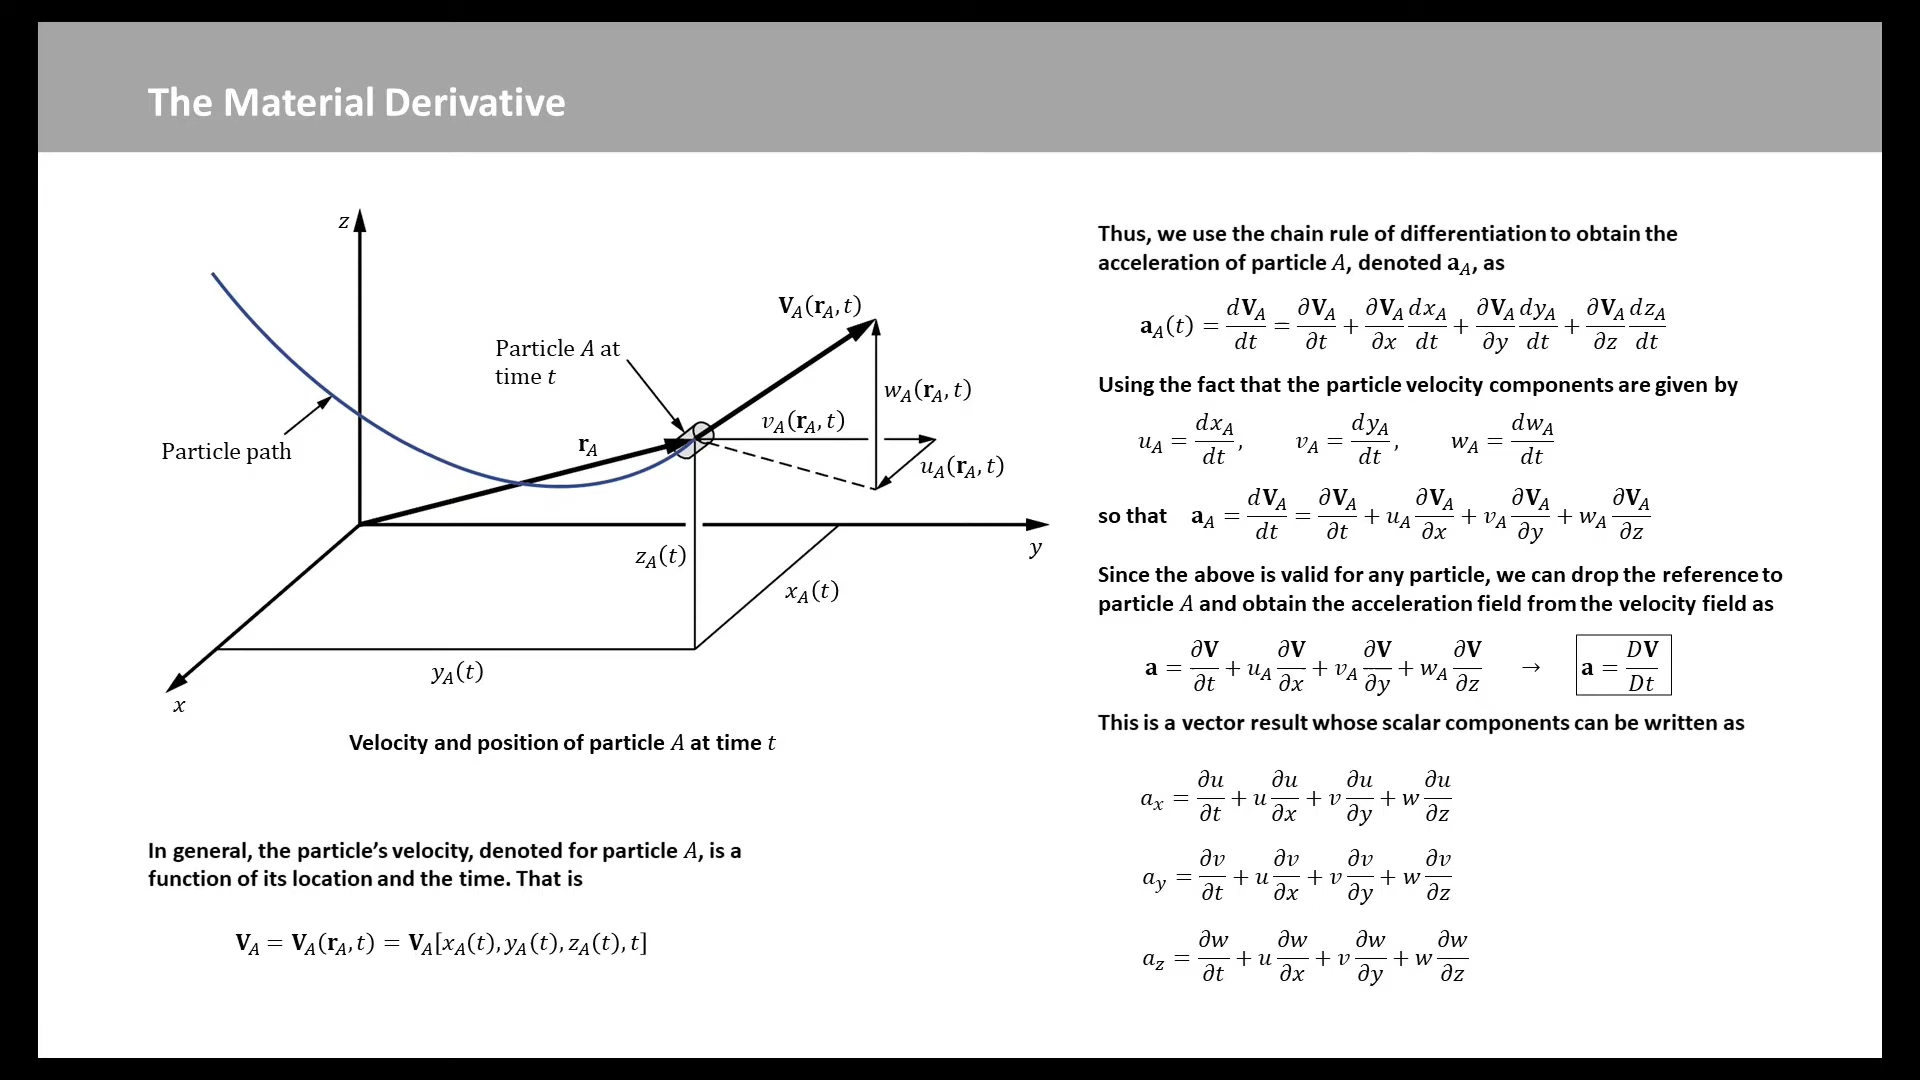 The Material Derivative
z
V_A(r_A, t)
Particle A at
time t
w_A(r_A, t)
v_A(r_A, t)
Particle path
r_A
u_A(r_A, t)
z_A(t)
y
x_A(t)
y_A(t)
x
Velocity and position of particle A at time t
In general, the particle’s velocity, denoted for particle A, is a
function of its location and the time. That is
V_A = V_A(r_A, t) = V_A[x_A(t), y_A(t), z_A(t), t]
Thus, we use the chain rule of differentiation to obtain the
acceleration of particle A, denoted a_A, as
a_A(t) = dV_A/dt = ∂V_A/∂t + ∂V_A/∂x dx_A/dt + ∂V_A/∂y dy_A/dt + ∂V_A/∂z dz_A/dt
Using the fact that the particle velocity components are given by
u_A = dx_A/dt, v_A = dy_A/dt, w_A = dw_A/dt
so that a_A = dV_A/dt = ∂V_A/∂t + u_A ∂V_A/∂x + v_A ∂V_A/∂y + w_A ∂V_A/∂z
Since the above is valid for any particle, we can drop the reference to
particle A and obtain the acceleration field from the velocity field as
a = ∂V/∂t + u_A ∂V/∂x + v_A ∂V/∂y + w_A ∂V/∂z → a = DV/Dt
This is a vector result whose scalar components can be written as
a_x = ∂u/∂t + u ∂u/∂x + v ∂u/∂y + w ∂u/∂z
a_y = ∂v/∂t + u ∂v/∂x + v ∂v/∂y + w ∂v/∂z
a_z = ∂w/∂t + u ∂w/∂x + v ∂w/∂y + w ∂w/∂z